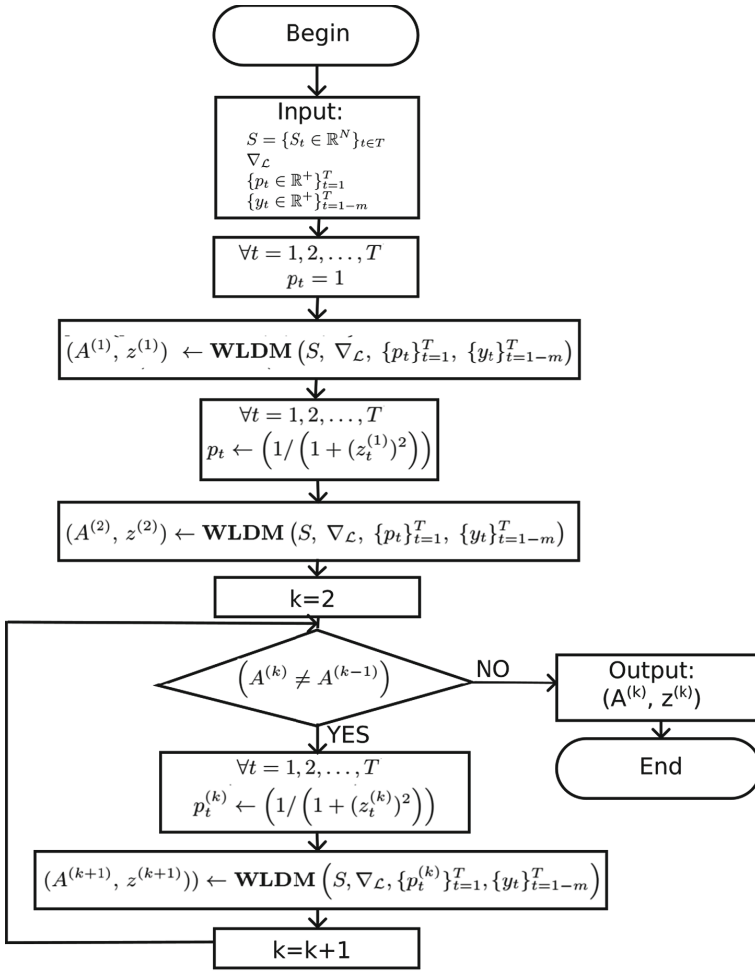 Begin
Input:
S = {S_t ∈ ℝ^N}_{t∈T}
∇_ℒ
{p_t ∈ ℝ^+}_{t=1}^T
{y_t ∈ ℝ^+}_{t=1−m}^T
∀t = 1, 2, . . . , T
p_t = 1
(A^{(1)}, z^{(1)}) ← WLDM (S, ∇_ℒ, {p_t}_{t=1}^T, {y_t}_{t=1−m}^T)
∀t = 1, 2, . . . , T
p_t ← (1/ (1 + (z_t^{(1)})^2))
(A^{(2)}, z^{(2)}) ← WLDM (S, ∇_ℒ, {p_t}_{t=1}^T, {y_t}_{t=1−m}^T)
k=2
(A^{(k)} ≠ A^{(k−1)})
NO
Output:
(A^{(k)}, z^{(k)})
End
YES
∀t = 1, 2, . . . , T
p_t^{(k)} ← (1/ (1 + (z_t^{(k)})^2))
(A^{(k+1)}, z^{(k+1)})) ← WLDM (S, ∇_ℒ, {p_t^{(k)}}_{t=1}^T, {y_t}_{t=1−m}^T)
k=k+1